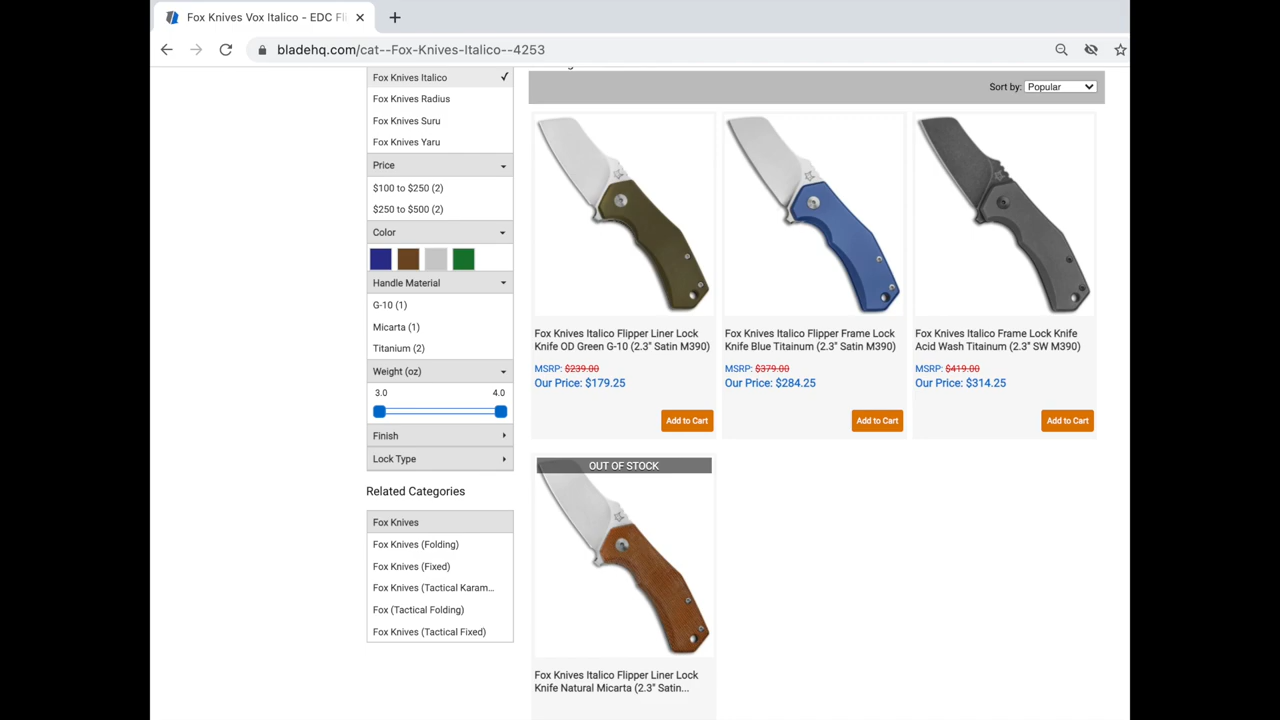 Fox Knives Vox Italico - EDC Fli
bladehq.com/cat--Fox-Knives-Italico--4253
Fox Knives Italico
Fox Knives Radius
Fox Knives Suru
Fox Knives Yaru
Price
$100 to $250 (2)
$250 to $500 (2)
Color
Handle Material
G-10 (1)
Micarta (1)
Titanium (2)
Weight (oz)
3.0 4.0
Finish
Lock Type
Related Categories
Fox Knives
Fox Knives (Folding)
Fox Knives (Fixed)
Fox Knives (Tactical Karam...
Fox (Tactical Folding)
Fox Knives (Tactical Fixed)
Sort by: Popular
Fox Knives Italico Flipper Liner Lock
Knife OD Green G-10 (2.3" Satin M390)
MSRP: $239.00
Our Price: $179.25
Add to Cart
Fox Knives Italico Flipper Frame Lock
Knife Blue Titainum (2.3" Satin M390)
MSRP: $379.00
Our Price: $284.25
Add to Cart
Fox Knives Italico Frame Lock Knife
Acid Wash Titainum (2.3" SW M390)
MSRP: $419.00
Our Price: $314.25
Add to Cart
OUT OF STOCK
Fox Knives Italico Flipper Liner Lock
Knife Natural Micarta (2.3" Satin...